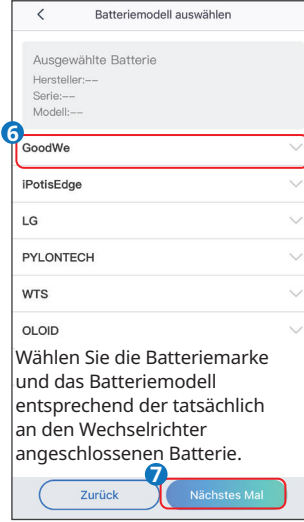 Batteriemodell auswählen
Ausgewählte Batterie
Hersteller:--
Serie:--
Modell:--
6
GoodWe
iPotisEdge
LG
PYLONTECH
WTS
OLOID
Wählen Sie die Batteriemarke
und das Batteriemodell
entsprechend der tatsächlich
an den Wechselrichter
angeschlossenen Batterie.
7
Zurück Nächstes Mal